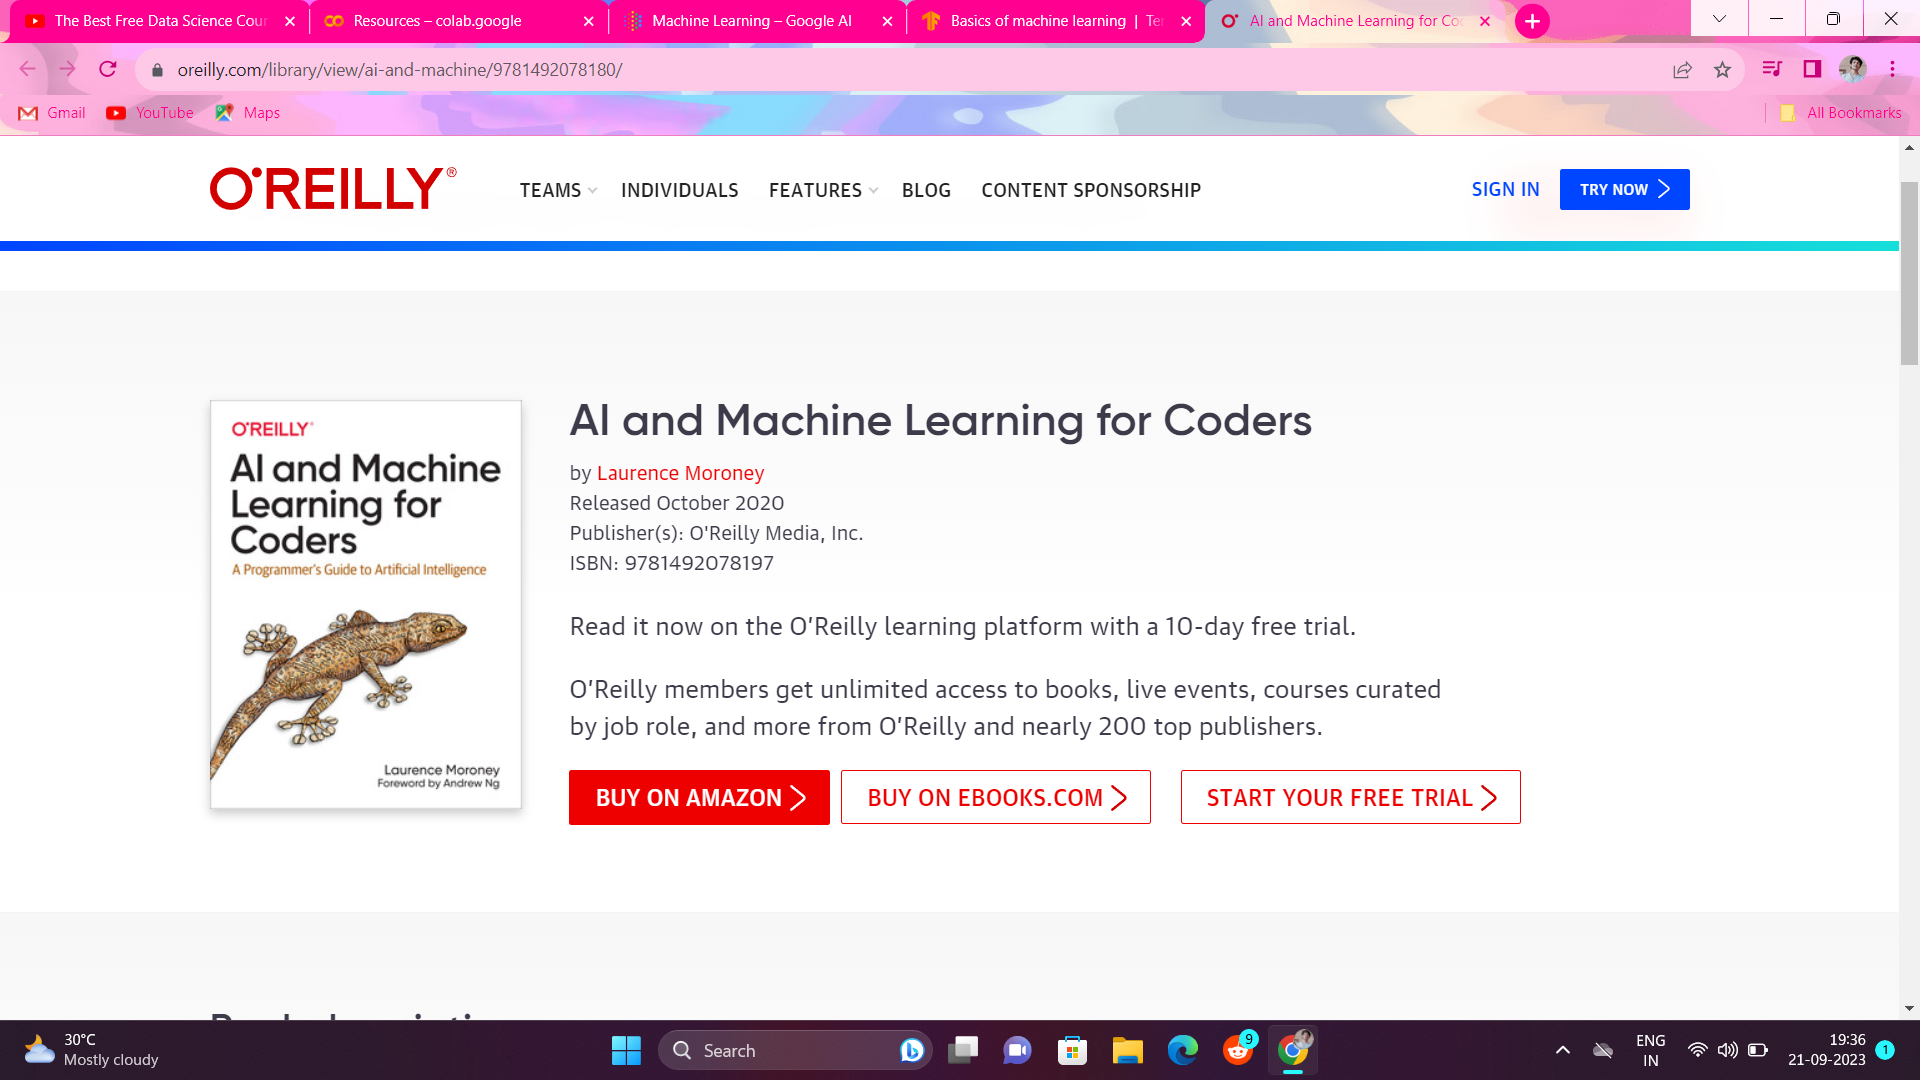 The Best Free Data Science Cour
Resources – colab.google
Machine Learning – Google AI
Basics of machine learning | Te
AI and Machine Learning for Co
oreilly.com/library/view/ai-and-machine/9781492078180/
Gmail
YouTube
Maps
All Bookmarks
O'REILLY®
TEAMS
INDIVIDUALS
FEATURES
BLOG
CONTENT SPONSORSHIP
SIGN IN
TRY NOW
O'REILLY®
AI and Machine
Learning for
Coders
A Programmer's Guide to Artificial Intelligence
Laurence Moroney
Foreword by Andrew Ng
AI and Machine Learning for Coders
by Laurence Moroney
Released October 2020
Publisher(s): O'Reilly Media, Inc.
ISBN: 9781492078197
Read it now on the O’Reilly learning platform with a 10-day free trial.
O’Reilly members get unlimited access to books, live events, courses curated
by job role, and more from O’Reilly and nearly 200 top publishers.
BUY ON AMAZON
BUY ON EBOOKS.COM
START YOUR FREE TRIAL
30°C
Mostly cloudy
Search
9
ENG
IN
19:36
21-09-2023
1